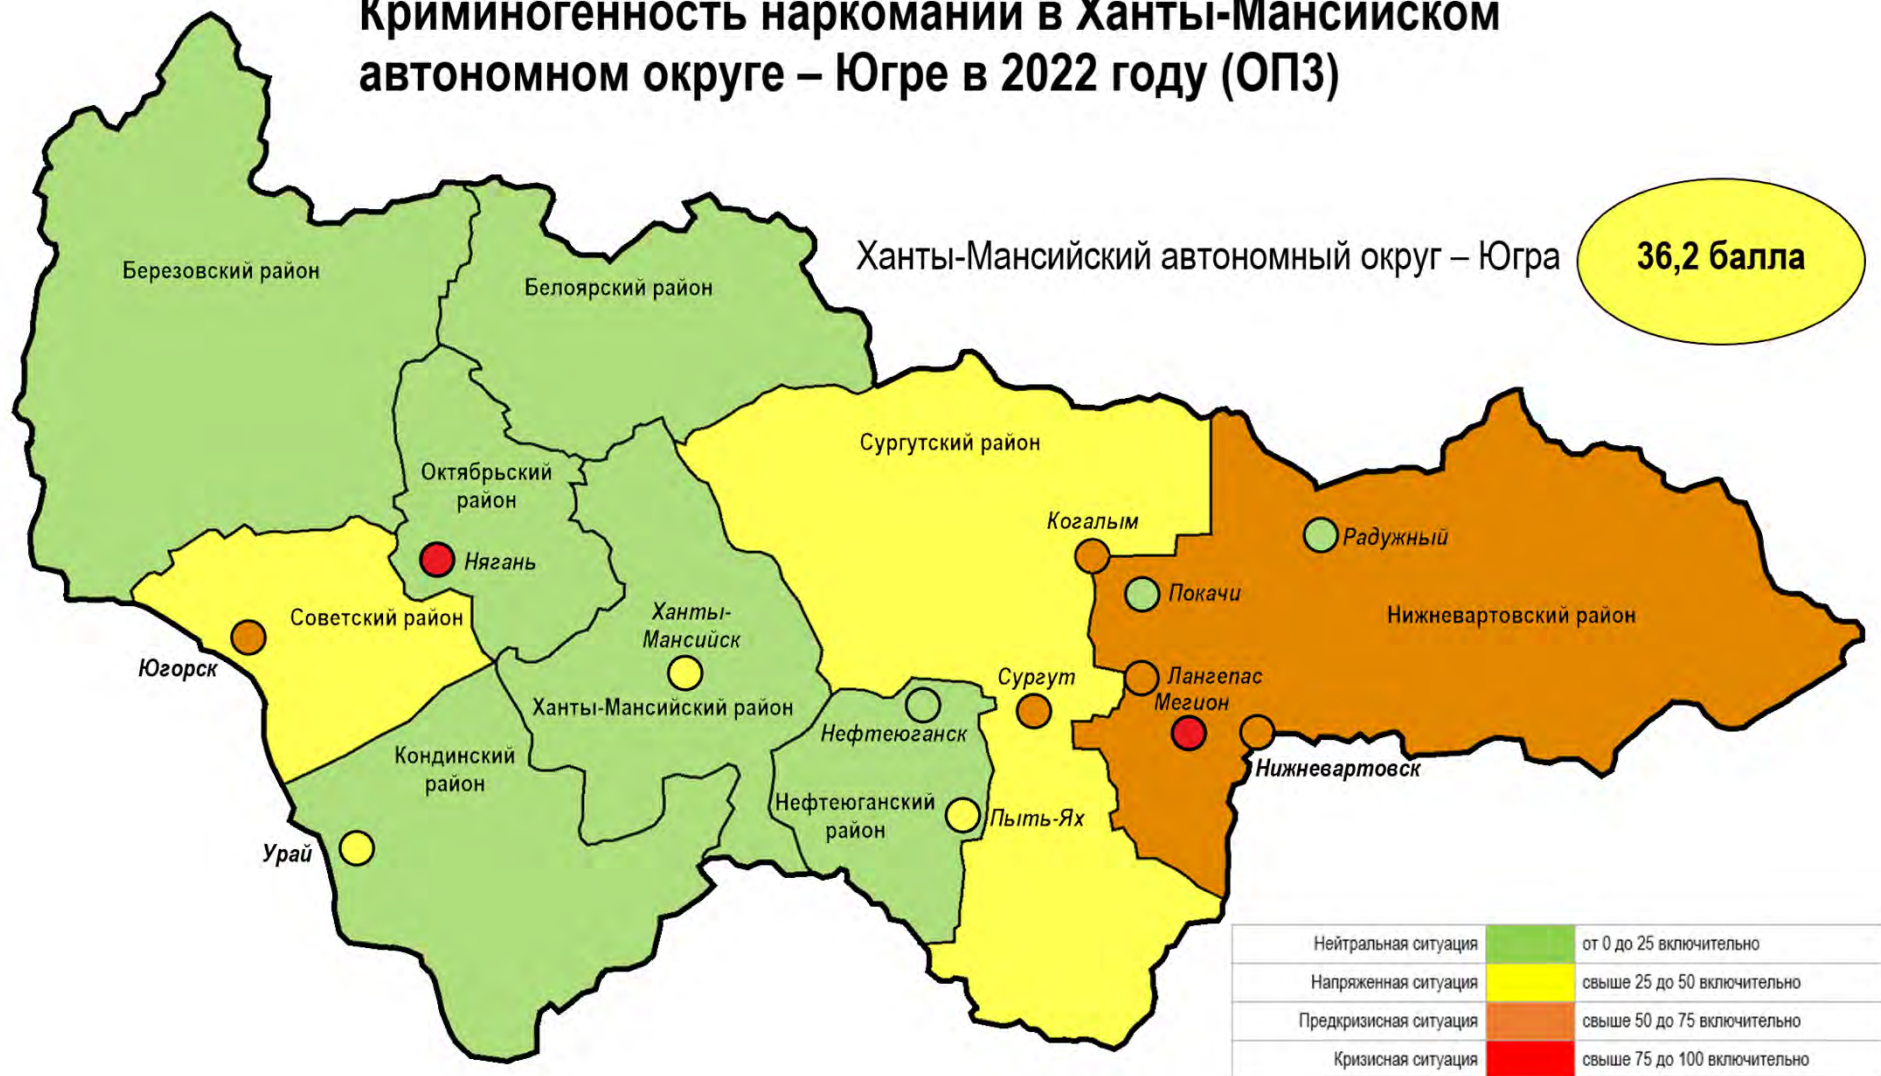 Криминогенность наркомании в Ханты-Мансийском
автономном округе – Югре в 2022 году (ОП3)
Ханты-Мансийский автономный округ – Югра
36,2 балла
Березовский район
Белоярский район
Сургутский район
Октябрьский
район
Когалым
Радужный
Нягань
Покачи
Ханты-
Мансийск
Советский район
Нижневартовский район
Югорск
Сургут
Лангепас
Мегион
Ханты-Мансийский район
Нефтеюганск
Кондинский
район
Нижневартовск
Нефтеюганский
район
Пыть-Ях
Урай
Нейтральная ситуация от 0 до 25 включительно
Напряженная ситуация свыше 25 до 50 включительно
Предкризисная ситуация свыше 50 до 75 включительно
Кризисная ситуация свыше 75 до 100 включительно